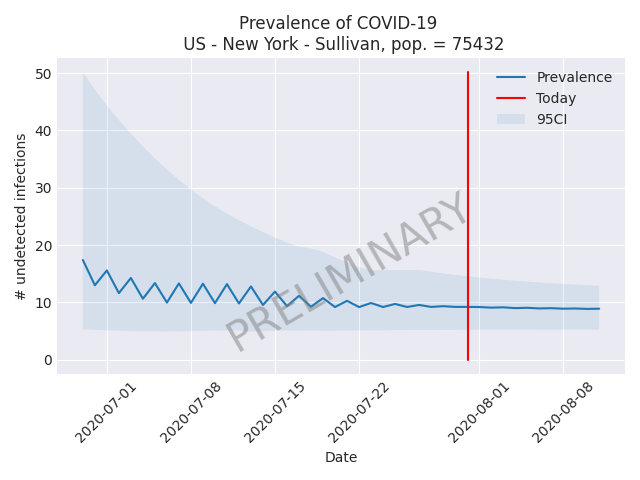 Prevalence of COVID-19
US - New York - Sullivan, pop. = 75432
# undetected infections
50
40
30
20
10
0
Prevalence
Today
95CI
PRELIMINARY
2020-07-01
2020-07-08
2020-07-15
2020-07-22
2020-08-01
2020-08-08
Date